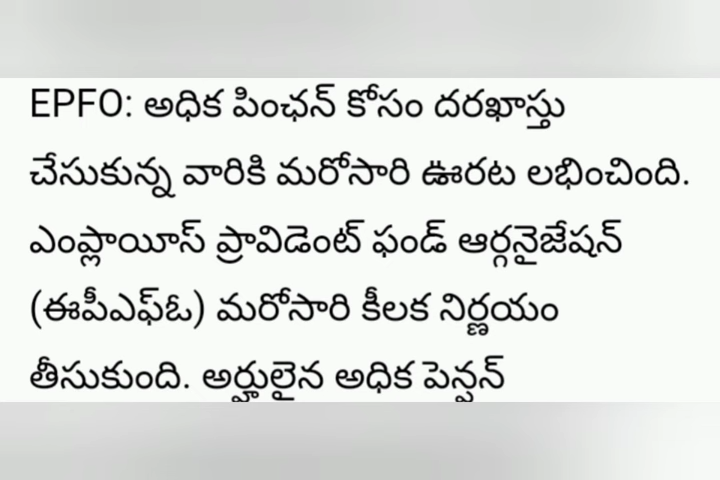 EPFO: అధిక పింఛన్ కోసం దరఖాస్తు
చేసుకున్న వారికి మరోసారి ఊరట లభించింది.
ఎంప్లాయీస్ ప్రావిడెంట్ ఫండ్ ఆర్గనైజేషన్
(ఈపీఎఫ్ఓ) మరోసారి కీలక నిర్ణయం
తీసుకుంది. అర్హులైన అధిక పెన్షన్